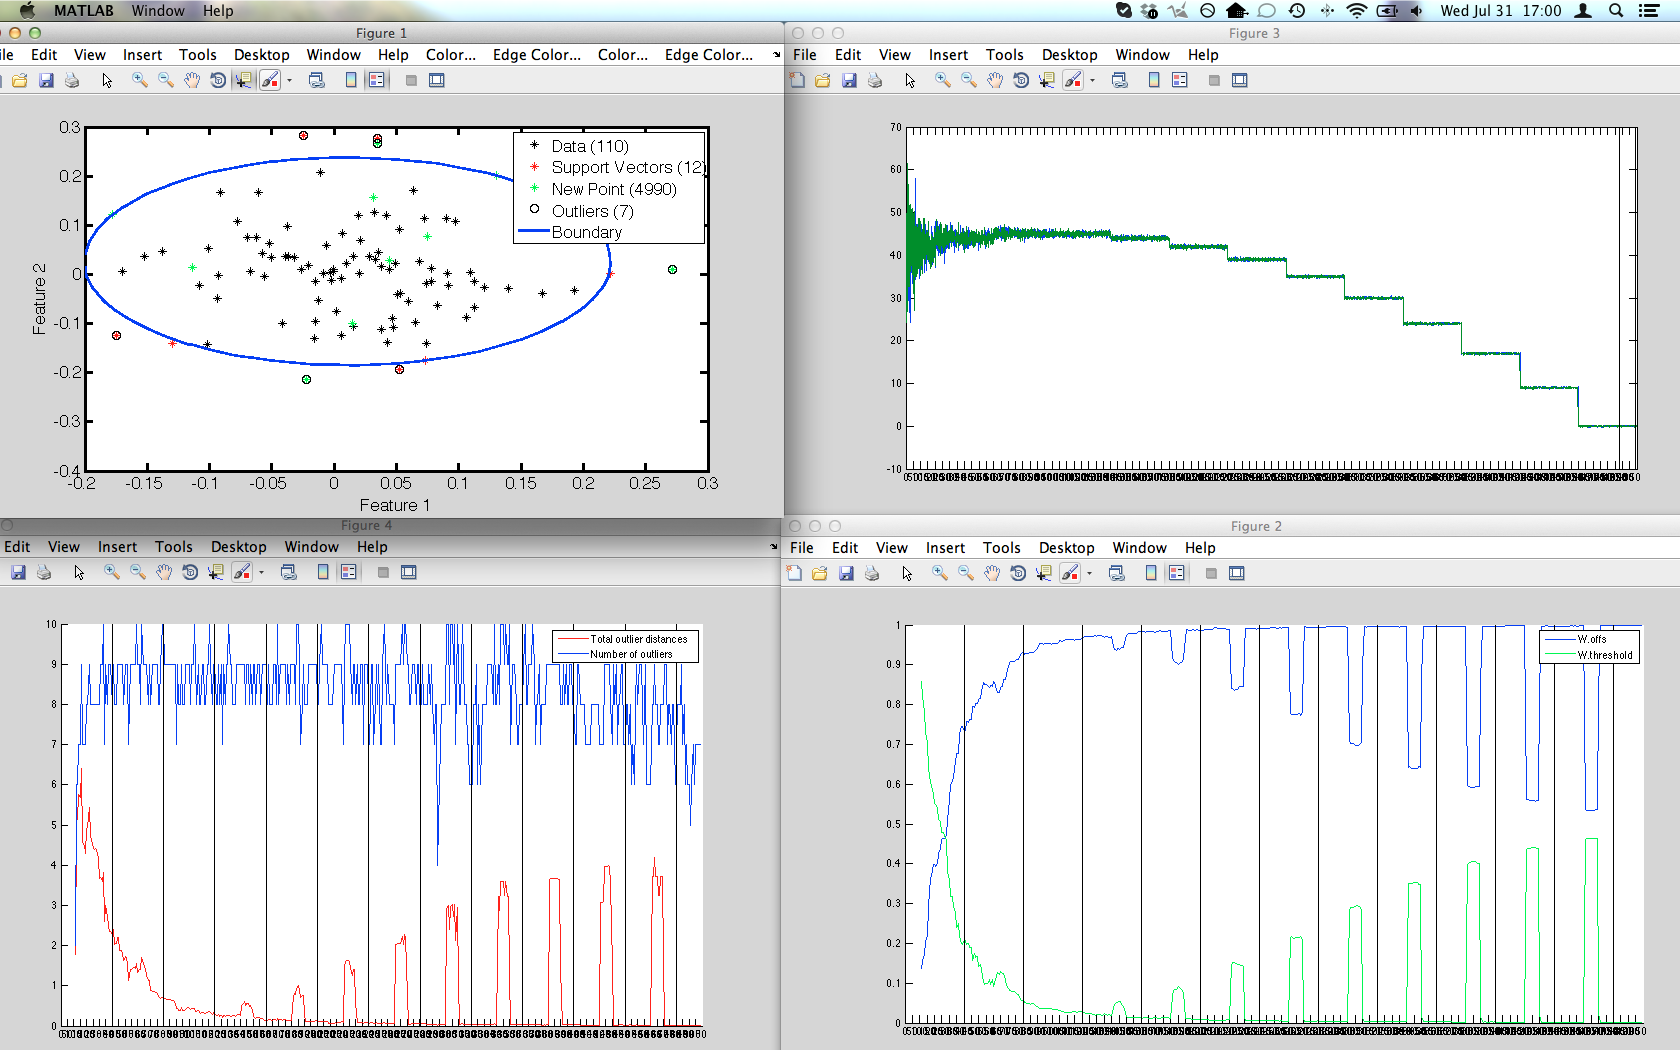 MATLAB Window Help Wed Jul 31 17:00
Figure 1
Edit View Insert Tools Desktop Window Help Color... Edge Color... Color... Edge Color...
0.3
0.2
0.1
0
-0.1
-0.2
-0.3
-0.4
-0.2 -0.15 -0.1 -0.05 0 0.05 0.1 0.15 0.2 0.25 0.3
Feature 1
Feature 2
Data (110)
Support Vectors (12)
New Point (4990)
Outliers (7)
Boundary
Figure 3
File Edit View Insert Tools Desktop Window Help
70
60
50
40
30
20
10
0
-10
Figure 4
Edit View Insert Tools Desktop Window Help
10
9
8
7
6
5
4
3
2
1
0
Total outlier distances
Number of outliers
Figure 2
File Edit View Insert Tools Desktop Window Help
1
0.9
0.8
0.7
0.6
0.5
0.4
0.3
0.2
0.1
0
W.offs
W.threshold